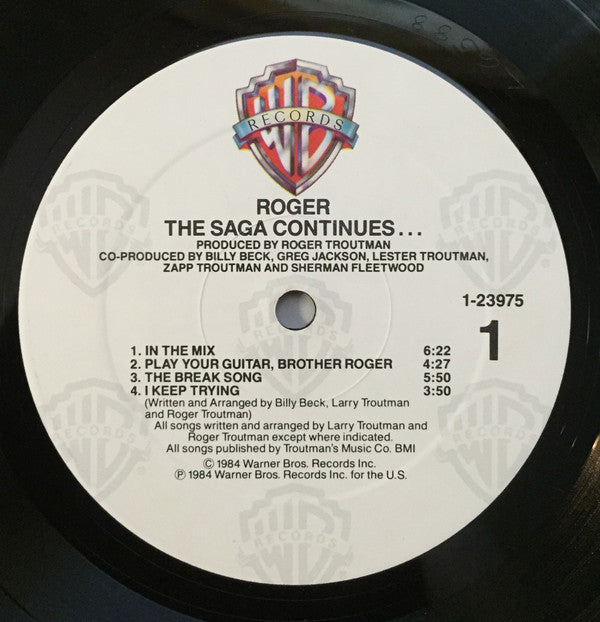 WB
RECORDS
ROGER
THE SAGA CONTINUES...
PRODUCED BY ROGER TROUTMAN
CO-PRODUCED BY BILLY BECK, GREG JACKSON, LESTER TROUTMAN,
ZAPP TROUTMAN AND SHERMAN FLEETWOOD
1-23975
1
1. IN THE MIX 6:22
2. PLAY YOUR GUITAR, BROTHER ROGER 4:27
3. THE BREAK SONG 5:50
4. I KEEP TRYING 3:50
(Written and Arranged by Billy Beck, Larry Troutman
and Roger Troutman)
All songs written and arranged by Larry Troutman and
Roger Troutman except where indicated.
All songs published by Troutman's Music Co. BMI
© 1984 Warner Bros. Records Inc.
℗ 1984 Warner Bros. Records Inc. for the U.S.